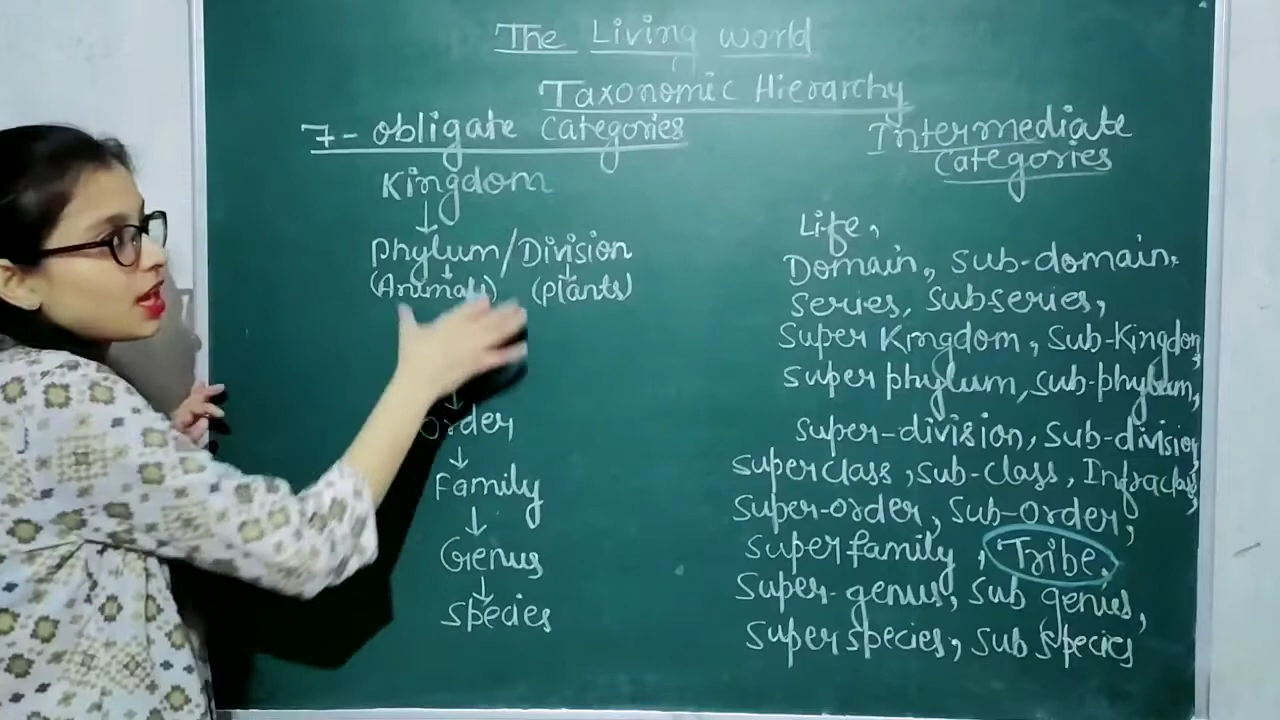 The Living world
Taxonomic Hierarchy
7- obligate Categories
Kingdom
↓
Phylum/Division
↓ ↓
(Animals) (Plants)
↓
order
↓
Family
↓
Genus
↓
Species
Intermediate
Categories
Life,
Domain, Sub-domain,
Series, Subseries,
Super Kingdom, Sub-Kingdom,
Super phylum, Sub-phylum,
Super-division, Sub-division,
Superclass, Sub-class, Infraclass,
Super-order, Sub-order,
Super family, Tribe,
Super-genus, Sub genus,
Super species, Sub species